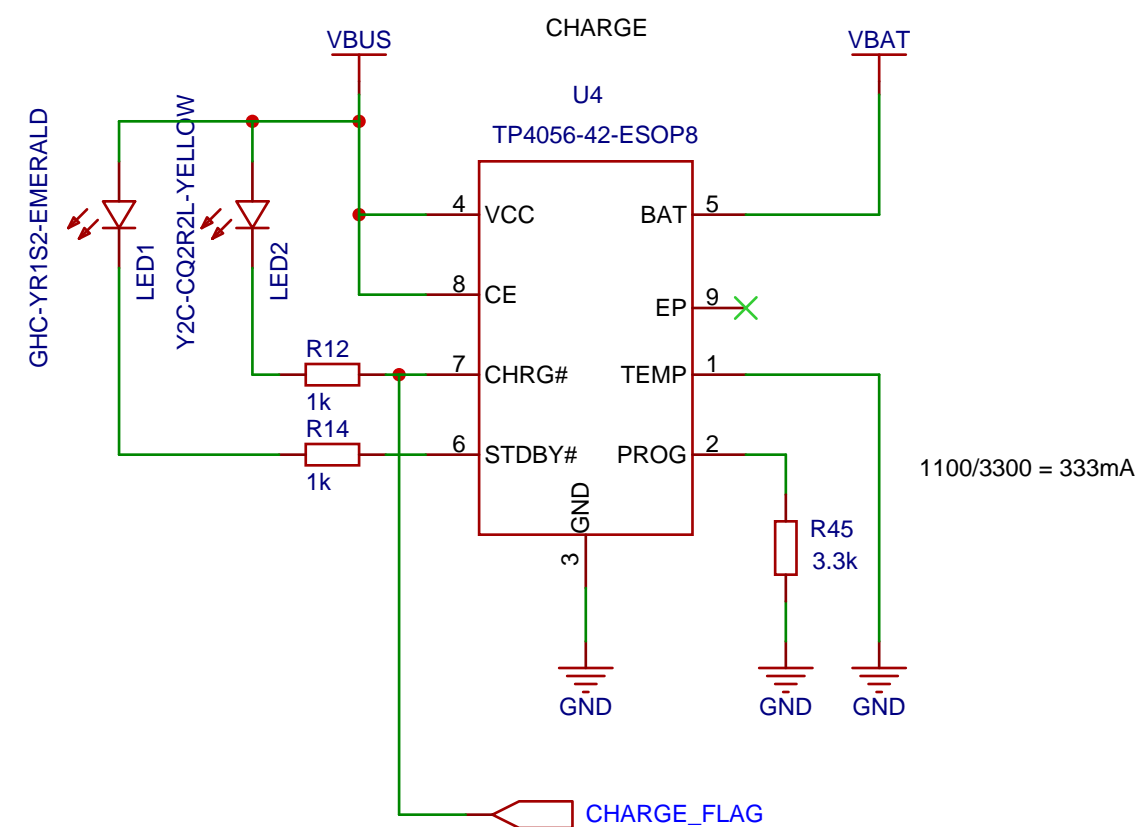 CHARGE
VBUS
VBAT
U4
TP4056-42-ESOP8
GHC-YR1S2-EMERALD
LED1
Y2C-CQ2R2L-YELLOW
LED2
4 VCC
BAT 5
8 CE
EP 9
R12
1k
7 CHRG#
TEMP 1
R14
1k
6 STDBY#
PROG 2
1100/3300 = 333mA
GND
3
R45
3.3k
GND
GND
GND
CHARGE_FLAG